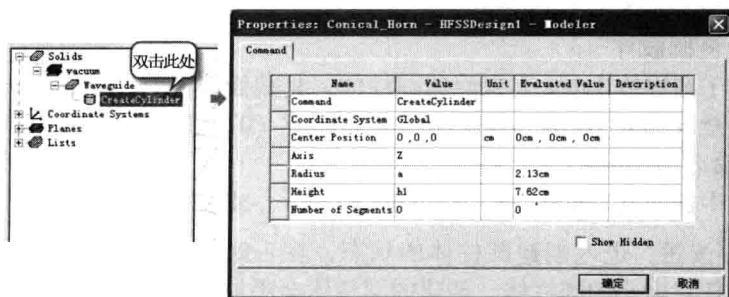 Solids
vacuum
Waveguide
CreateCylinder
Coordinate Systems
Planes
Lists
双击此处
Properties: Conical_Horn - HFSSDesign1 - Modeler
Command
Name Value Unit Evaluated Value Description
Command CreateCylinder
Coordinate System Global
Center Position 0 ,0 ,0 cm 0cm , 0cm , 0cm
Axis Z
Radius a 2.13cm
Height h1 7.62cm
Number of Segments 0 0
Show Hidden
确定 取消